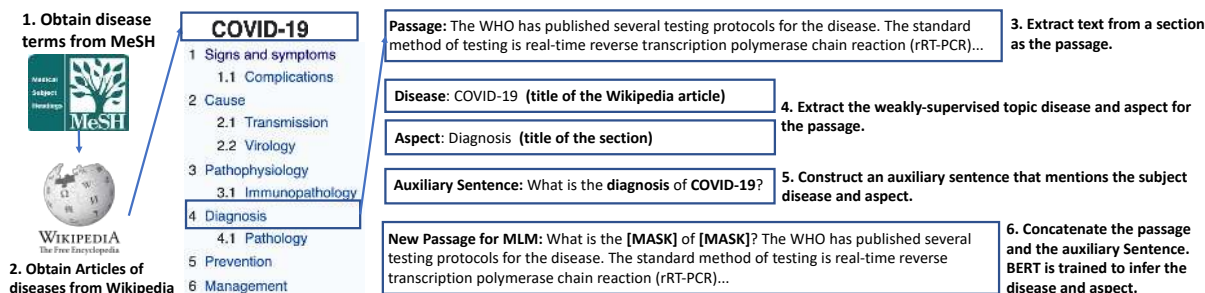 1. Obtain disease
terms from MeSH
Medical
Subject
Headings
MeSH
WIKIPEDIA
The Free Encyclopedia
2. Obtain Articles of
diseases from Wikipedia
COVID-19
1 Signs and symptoms
1.1 Complications
2 Cause
2.1 Transmission
2.2 Virology
3 Pathophysiology
3.1 Immunopathology
4 Diagnosis
4.1 Pathology
5 Prevention
6 Management
Passage: The WHO has published several testing protocols for the disease. The standard
method of testing is real-time reverse transcription polymerase chain reaction (rRT-PCR)...
3. Extract text from a section
as the passage.
Disease: COVID-19 (title of the Wikipedia article)
Aspect: Diagnosis (title of the section)
4. Extract the weakly-supervised topic disease and aspect for
the passage.
Auxiliary Sentence: What is the diagnosis of COVID-19?
5. Construct an auxiliary sentence that mentions the subject
disease and aspect.
New Passage for MLM: What is the [MASK] of [MASK]? The WHO has published several
testing protocols for the disease. The standard method of testing is real-time reverse
transcription polymerase chain reaction (rRT-PCR)...
6. Concatenate the passage
and the auxiliary Sentence.
BERT is trained to infer the
disease and aspect.